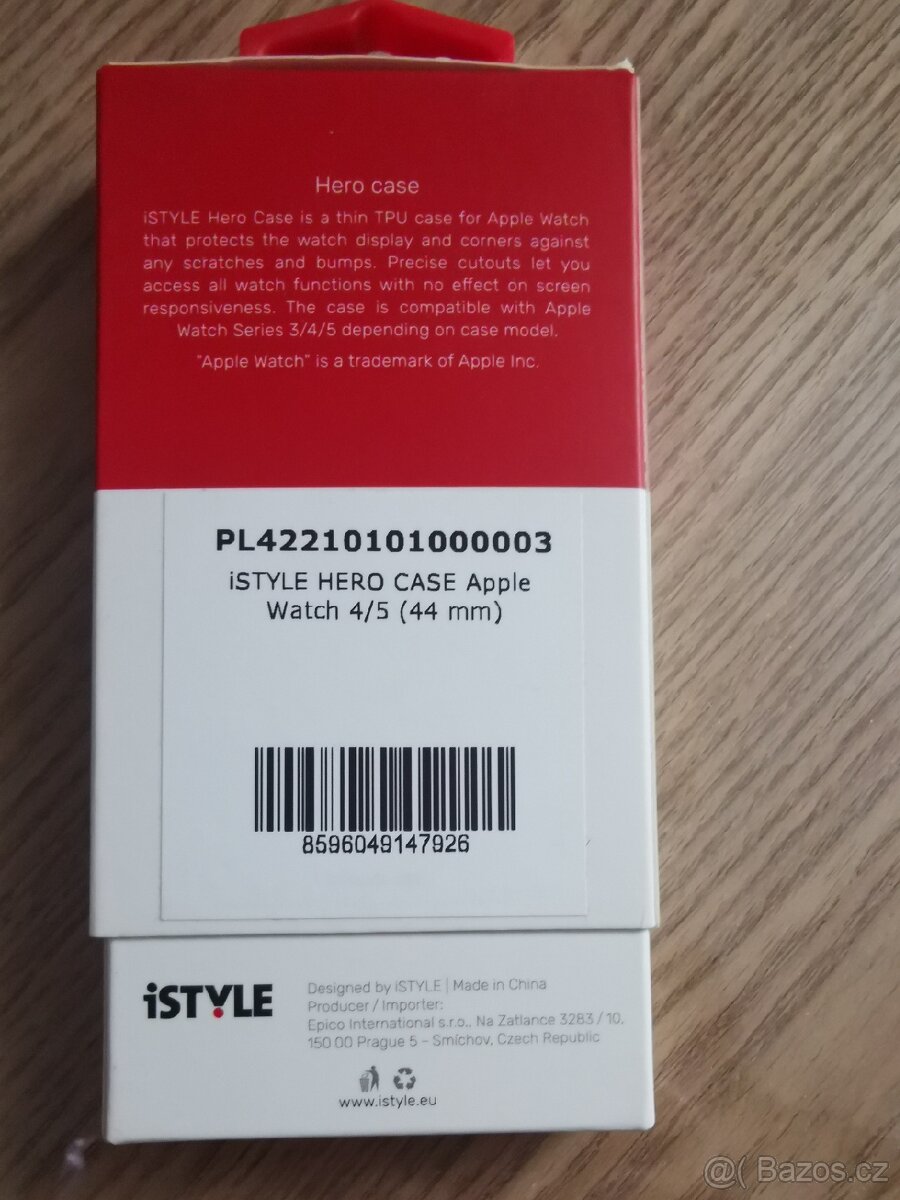 Hero case
iSTYLE Hero Case is a thin TPU case for Apple Watch
that protects the watch display and corners against
any scratches and bumps. Precise cutouts let you
access all watch functions with no effect on screen
responsiveness. The case is compatible with Apple
Watch Series 3/4/5 depending on case model.
"Apple Watch" is a trademark of Apple Inc.
PL42210101000003
iSTYLE HERO CASE Apple
Watch 4/5 (44 mm)
8596049147926
iSTYLE
Designed by iSTYLE | Made in China
Producer / Importer:
Epico International s.r.o., Na Zatlance 3283 / 10,
150 00 Prague 5 – Smíchov, Czech Republic
www.istyle.eu
@( Bazos.cz